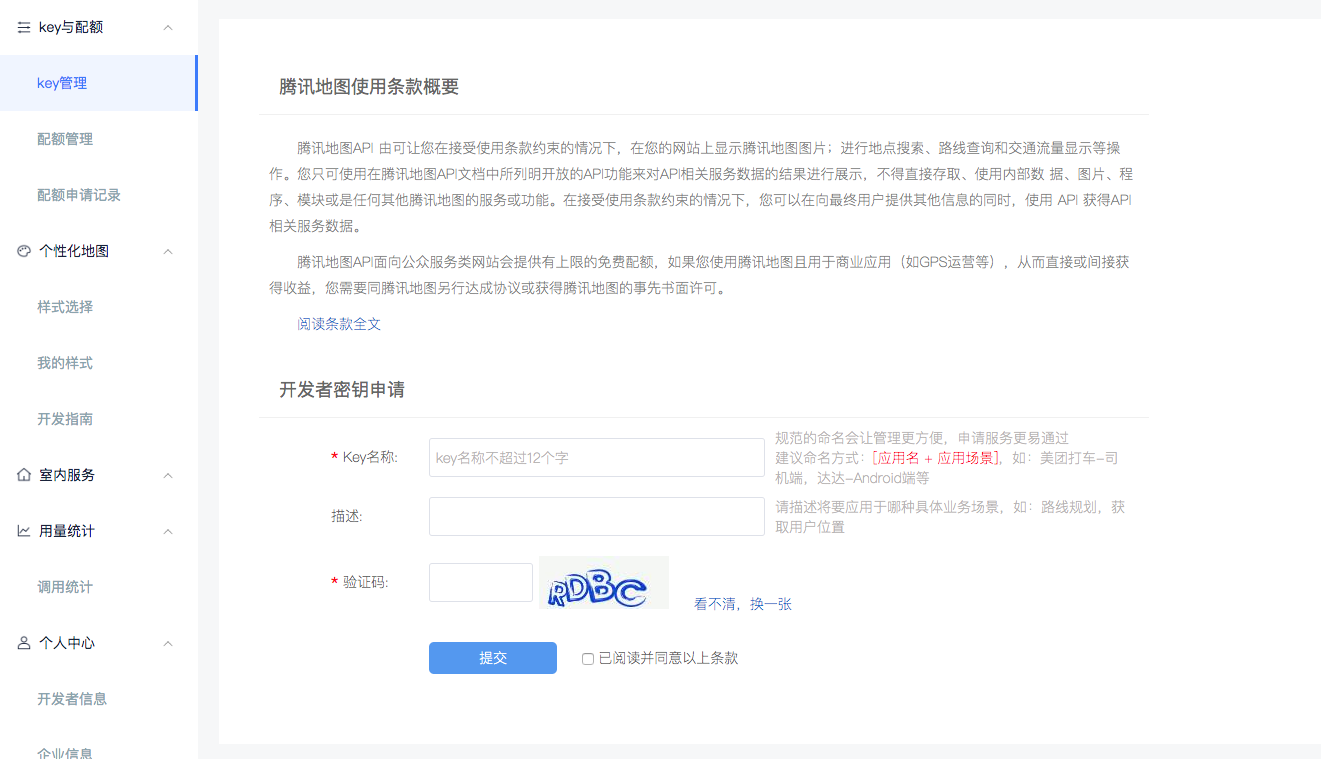 key与配额
key管理
配额管理
配额申请记录
个性化地图
样式选择
我的样式
开发指南
室内服务
用量统计
调用统计
个人中心
开发者信息
企业信息
腾讯地图使用条款概要
腾讯地图API 由可让您在接受使用条款约束的情况下，在您的网站上显示腾讯地图图片；进行地点搜索、路线查询和交通流量显示等操
作。您只可使用在腾讯地图API文档中所列明开放的API功能来对API相关服务数据的结果进行展示，不得直接存取、使用内部数 据、图片、程
序、模块或是任何其他腾讯地图的服务或功能。在接受使用条款约束的情况下，您可以在向最终用户提供其他信息的同时，使用 API 获得API
相关服务数据。
腾讯地图API面向公众服务类网站会提供有上限的免费配额，如果您使用腾讯地图且用于商业应用（如GPS运营等），从而直接或间接获
得收益，您需要同腾讯地图另行达成协议或获得腾讯地图的事先书面许可。
阅读条款全文
开发者密钥申请
* Key名称:
key名称不超过12个字
规范的命名会让管理更方便，申请服务更易通过
建议命名方式：[应用名 + 应用场景]，如：美团打车-司
机端，达达-Android端等
描述:
请描述将要应用于哪种具体业务场景，如：路线规划，获
取用户位置
* 验证码:
RDBC
看不清，换一张
提交
已阅读并同意以上条款